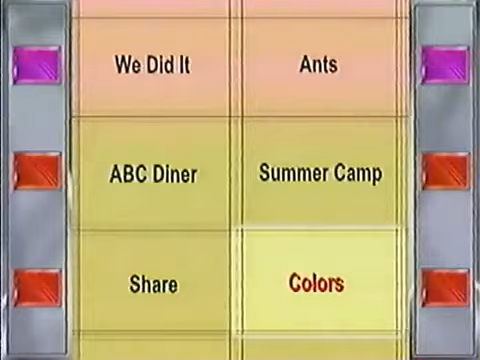 We Did It
Ants
ABC Diner
Summer Camp
Share
Colors